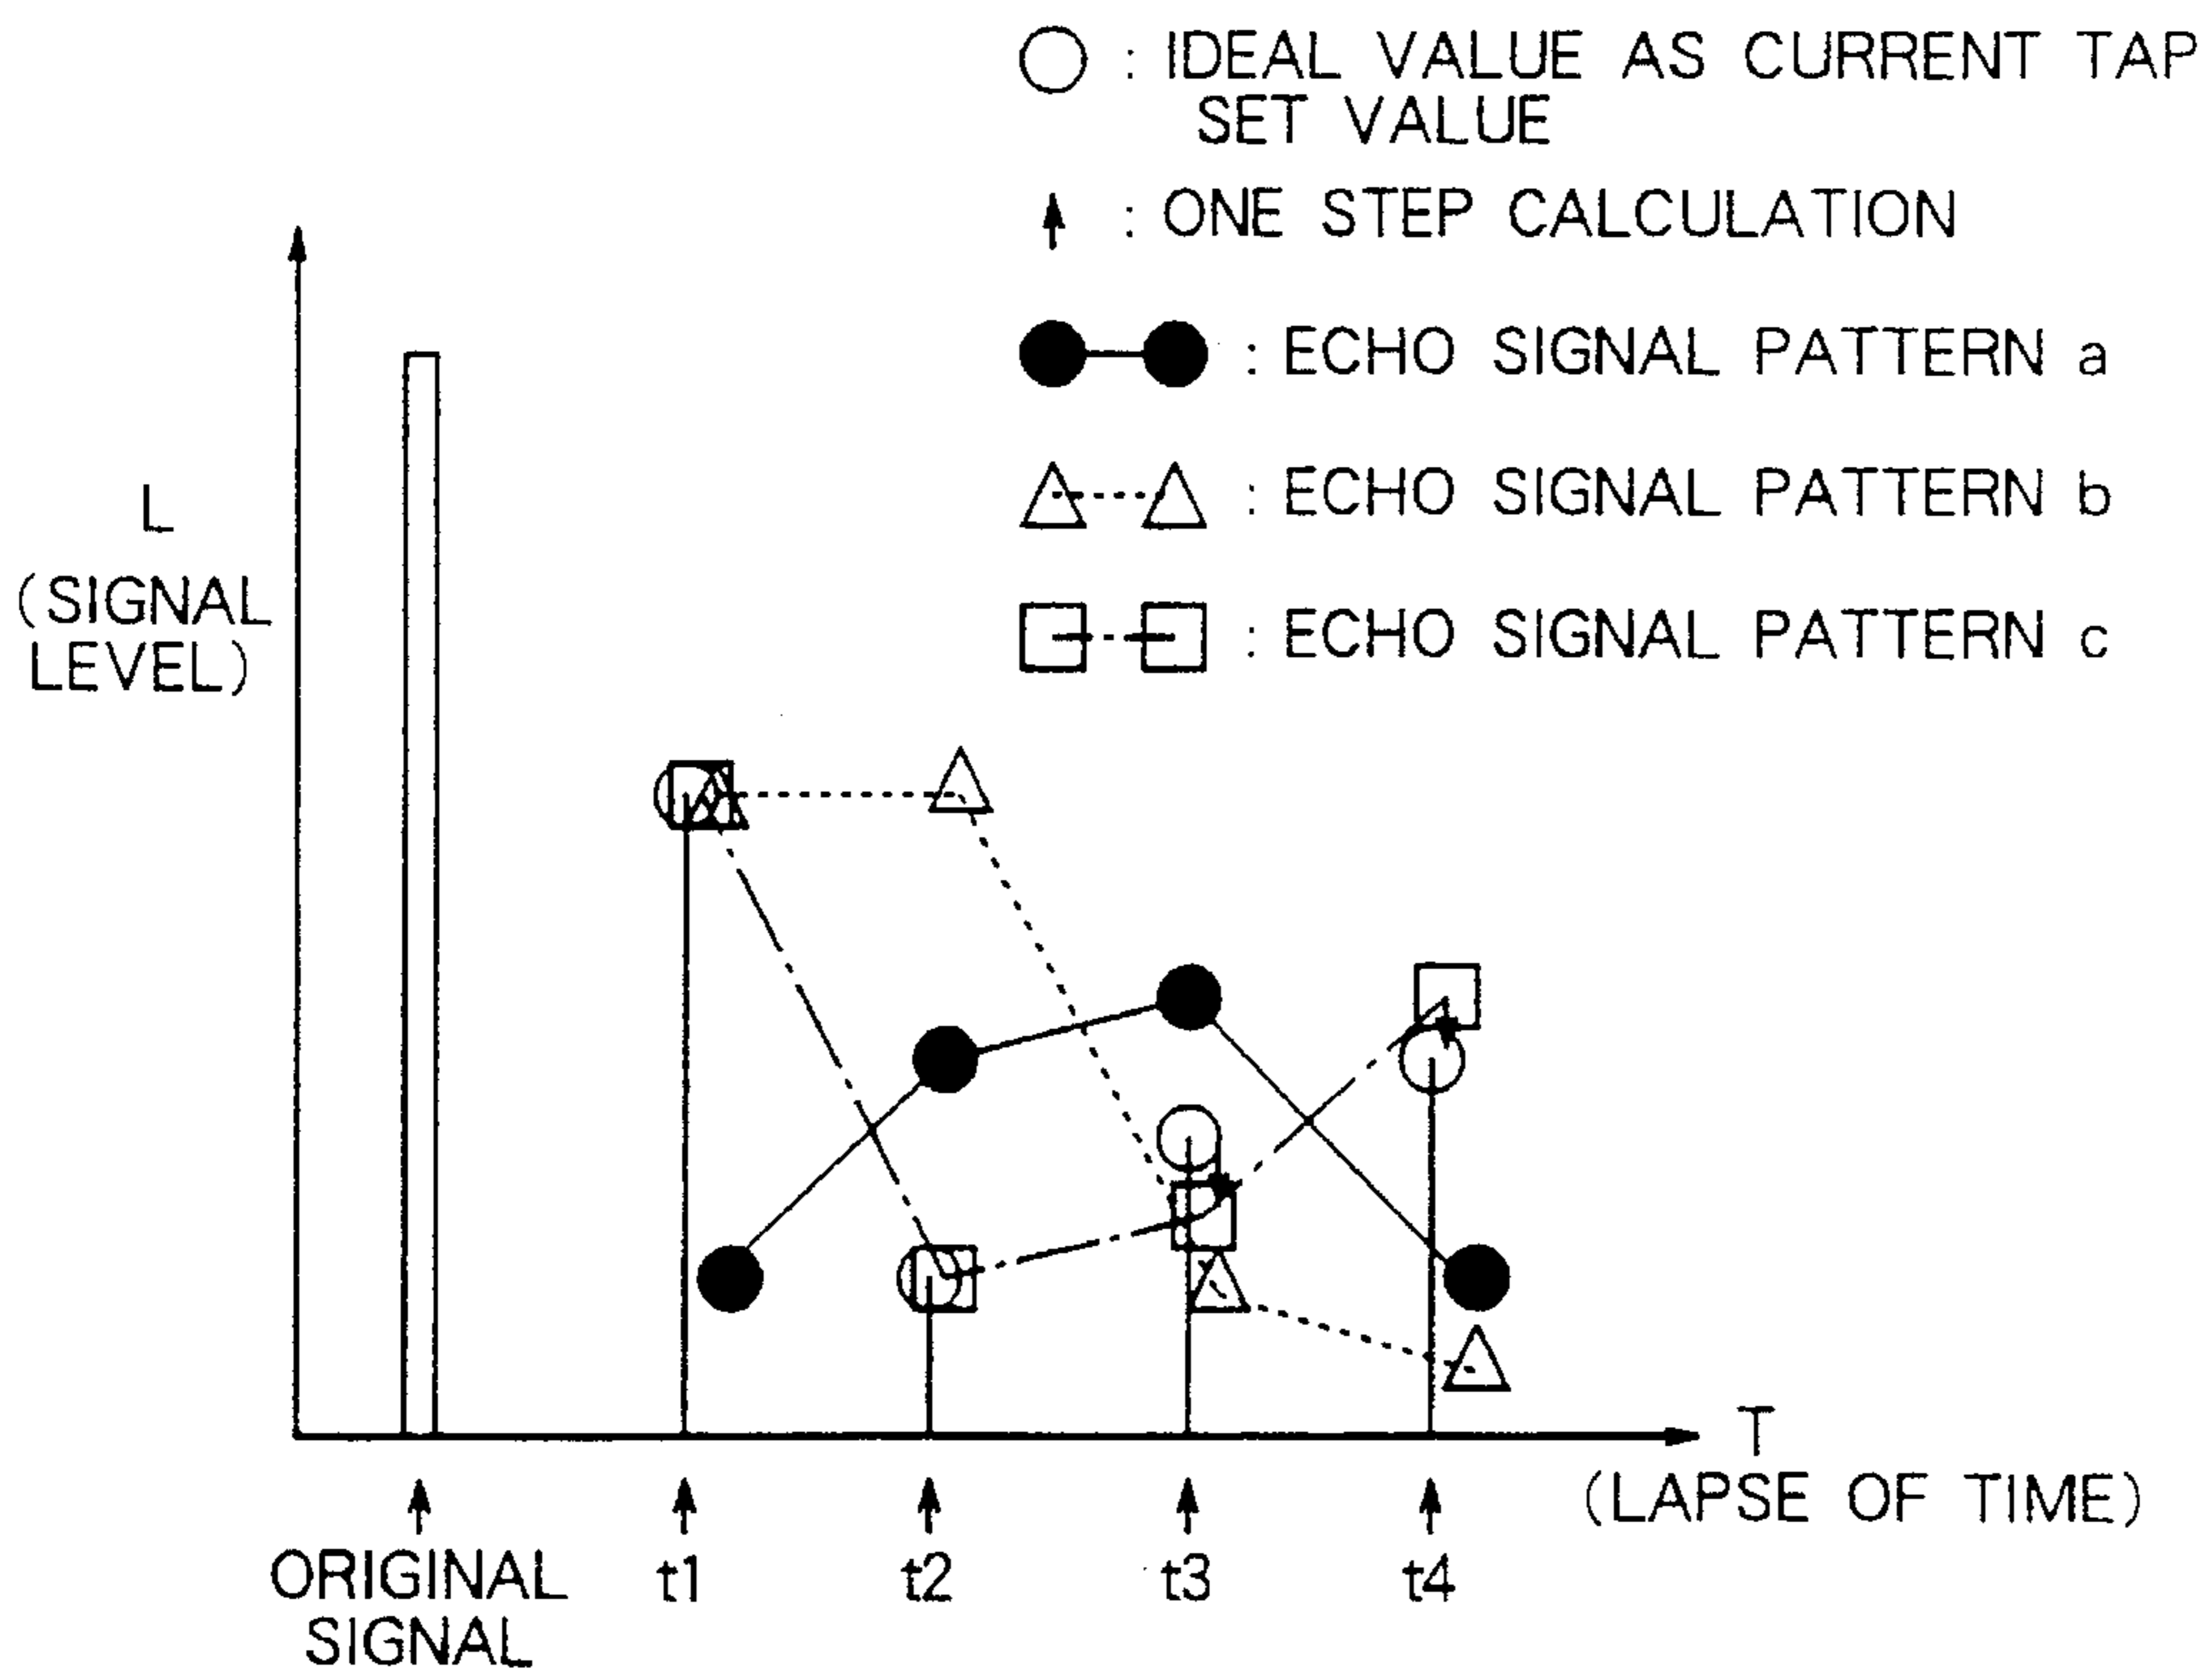 : IDEAL VALUE AS CURRENT TAP
SET VALUE
: ONE STEP CALCULATION
: ECHO SIGNAL PATTERN a
: ECHO SIGNAL PATTERN b
: ECHO SIGNAL PATTERN c
L
(SIGNAL
LEVEL)
T
(LAPSE OF TIME)
ORIGINAL
SIGNAL
t1
t2
t3
t4